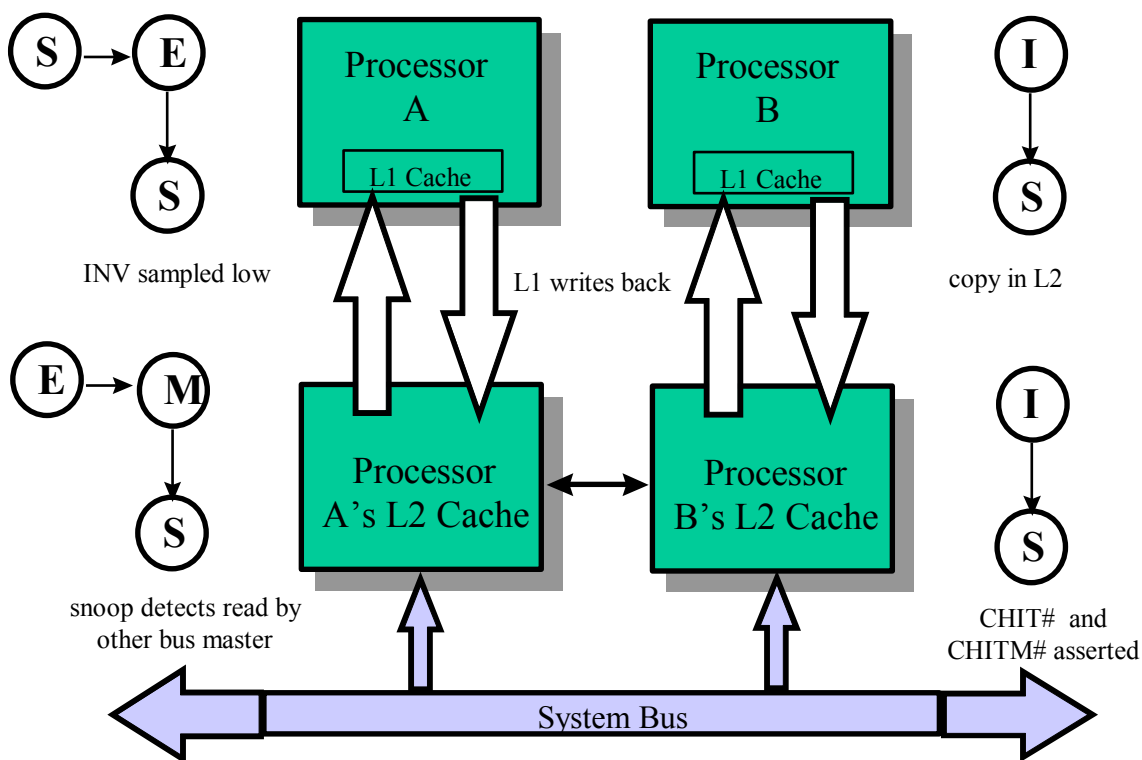 S
E
S
INV sampled low
Processor
A
L1 Cache
Processor
B
L1 Cache
I
S
copy in L2
L1 writes back
E
M
S
snoop detects read by
other bus master
Processor
A’s L2 Cache
Processor
B’s L2 Cache
I
S
CHIT# and
CHITM# asserted
System Bus